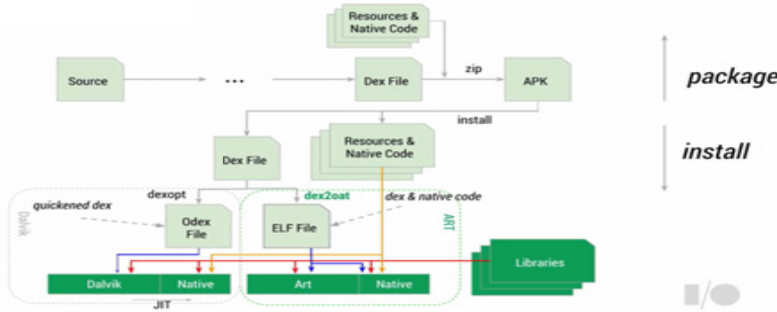 Resources &
Native Code
Source
...
Dex File
zip
APK
package
install
Dex File
Resources &
Native Code
install
dexopt
dex2oat
quickened dex
dex & native code
Dalvik
Odex
File
ELF File
ART
Libraries
Dalvik
Native
Art
Native
JIT
I/O